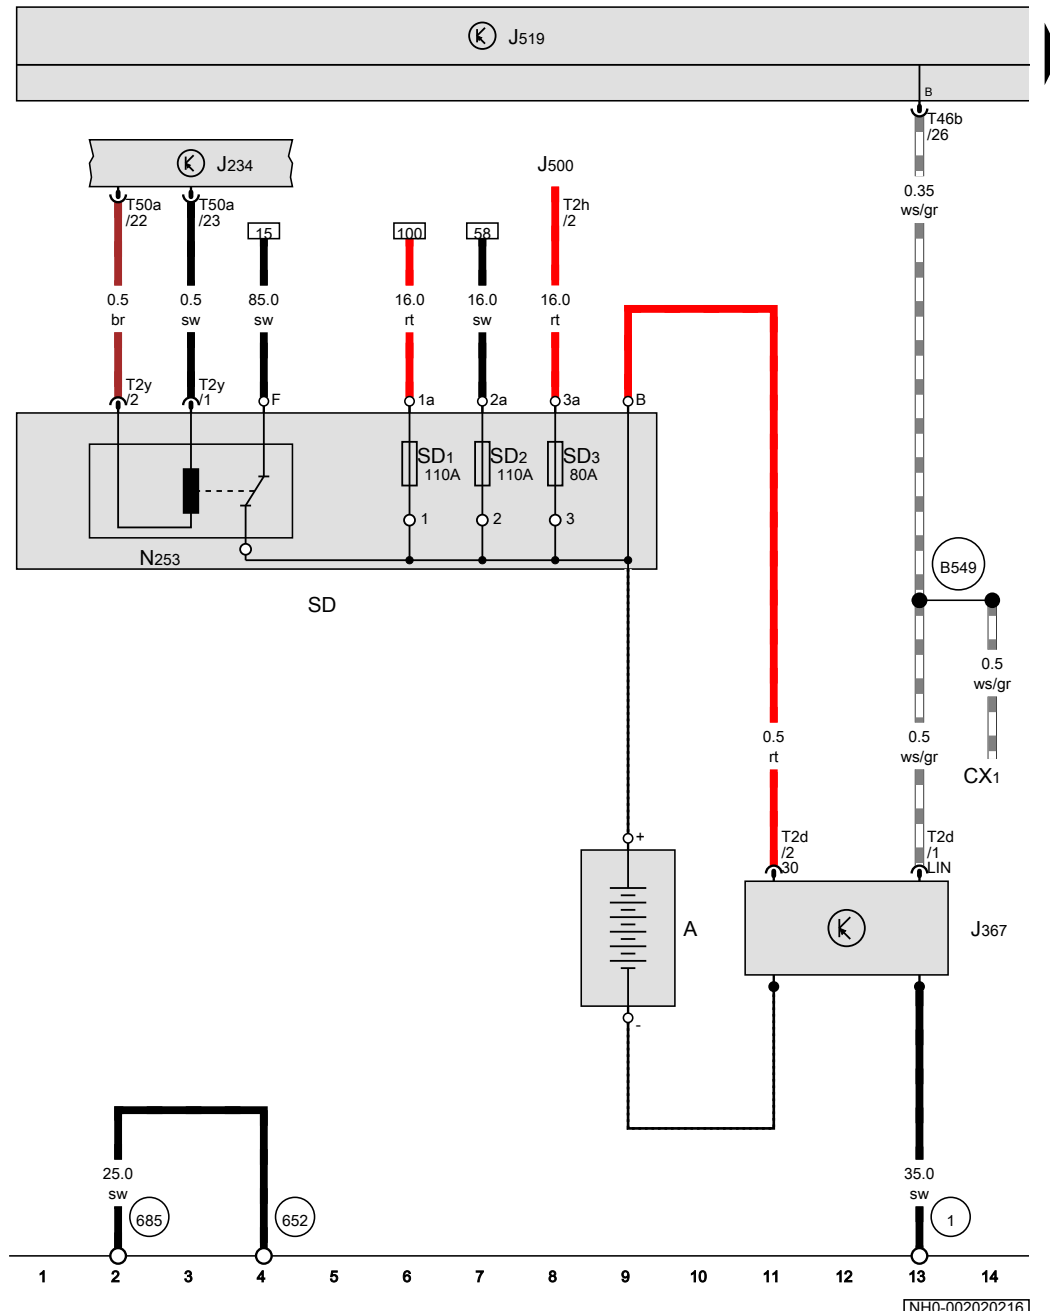 J519
B
T46b
/26
J234
J500
T50a
/22
T50a
/23
T2h
/2
0.35
ws/gr
15
100
58
0.5
br
0.5
sw
85.0
sw
16.0
rt
16.0
sw
16.0
rt
T2y
/2
T2y
/1
F
1a
2a
3a
B
SD1
110A
SD2
110A
SD3
80A
1
2
3
N253
SD
B549
0.5
ws/gr
0.5
rt
0.5
ws/gr
CX1
+
T2d
/2
30
T2d
/1
LIN
A
J367
-
25.0
sw
35.0
sw
685
652
1
1 2 3 4 5 6 7 8 9 10 11 12 13 14
NH0-002020216